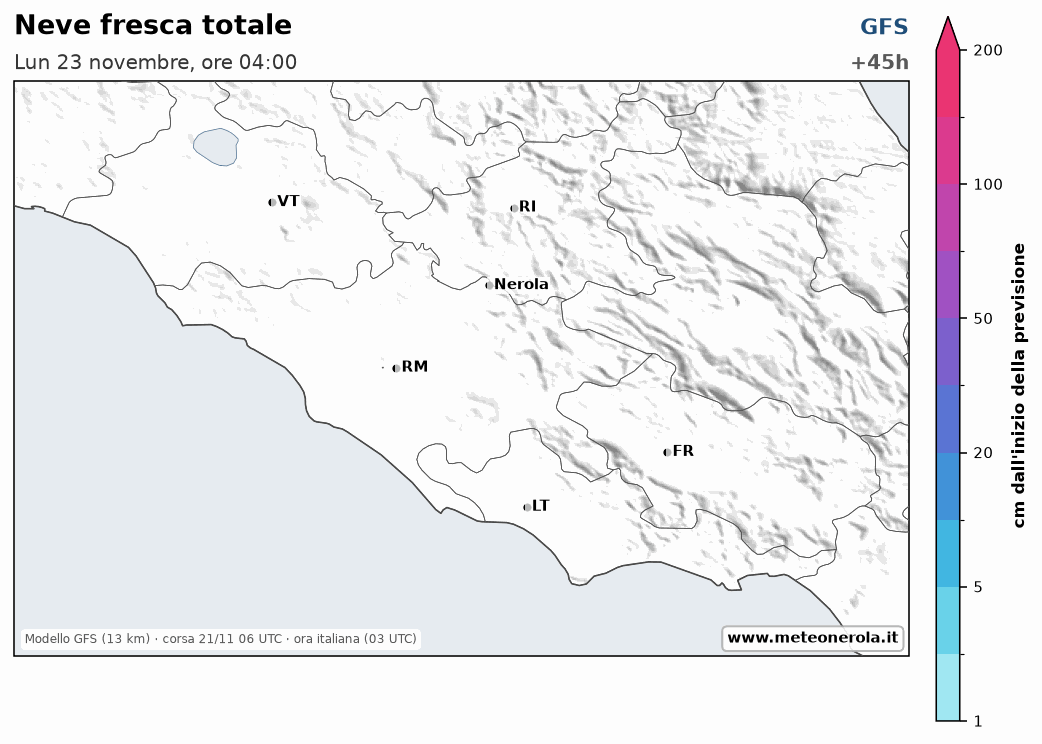 Neve fresca totale
GFS
Lun 23 novembre, ore 04:00
+45h
200
100
50
20
5
1
cm dall'inizio della previsione
VT
RI
Nerola
RM
FR
LT
Modello GFS (13 km) · corsa 21/11 06 UTC · ora italiana (03 UTC)
www.meteonerola.it